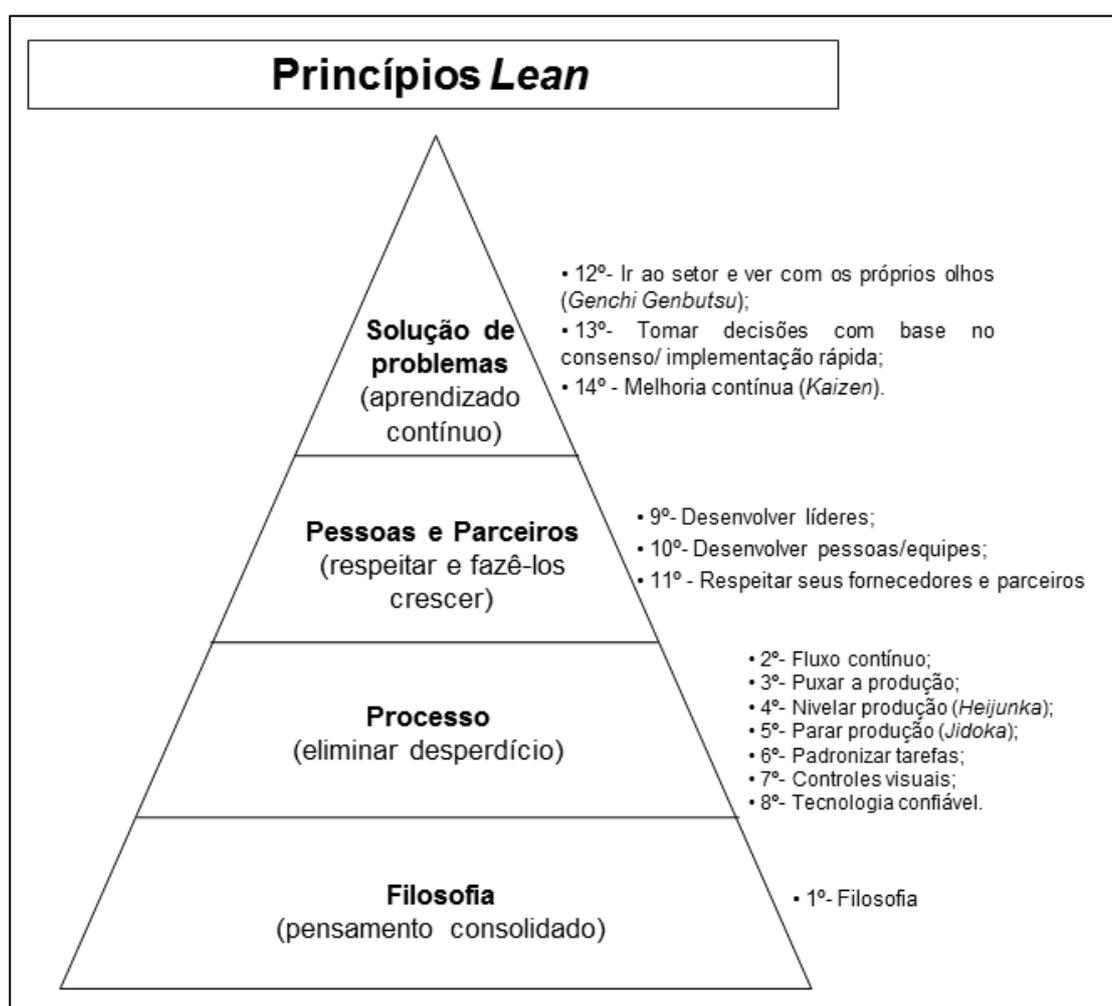 Princípios Lean
• 12º- Ir ao setor e ver com os próprios olhos
(Genchi Genbutsu);
• 13º- Tomar decisões com base no
consenso/ implementação rápida;
• 14º - Melhoria contínua (Kaizen).
Solução de
problemas
(aprendizado
contínuo)
• 9º- Desenvolver líderes;
• 10º- Desenvolver pessoas/equipes;
• 11º - Respeitar seus fornecedores e parceiros
Pessoas e Parceiros
(respeitar e fazê-los
crescer)
• 2º- Fluxo contínuo;
• 3º- Puxar a produção;
• 4º- Nivelar produção (Heijunka);
• 5º- Parar produção (Jidoka);
• 6º- Padronizar tarefas;
• 7º- Controles visuais;
• 8º- Tecnologia confiável.
Processo
(eliminar desperdício)
Filosofia
(pensamento consolidado)
• 1º- Filosofia